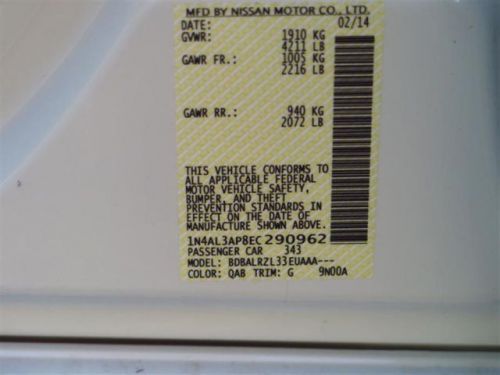 MFD BY NISSAN MOTOR CO., LTD.
DATE: 02/14
GVWR: 1910 KG
4211 LB
GAWR FR.: 1005 KG
2216 LB
GAWR RR.: 940 KG
2072 LB
THIS VEHICLE CONFORMS TO
ALL APPLICABLE FEDERAL
MOTOR VEHICLE SAFETY,
BUMPER, AND THEFT
PREVENTION STANDARDS IN
EFFECT ON THE DATE OF
MANUFACTURE SHOWN ABOVE.
1N4AL3AP8EC290962
PASSENGER CAR 343
MODEL: BDBALRZL33EUAAA---
COLOR: QAB TRIM: G 9N00A